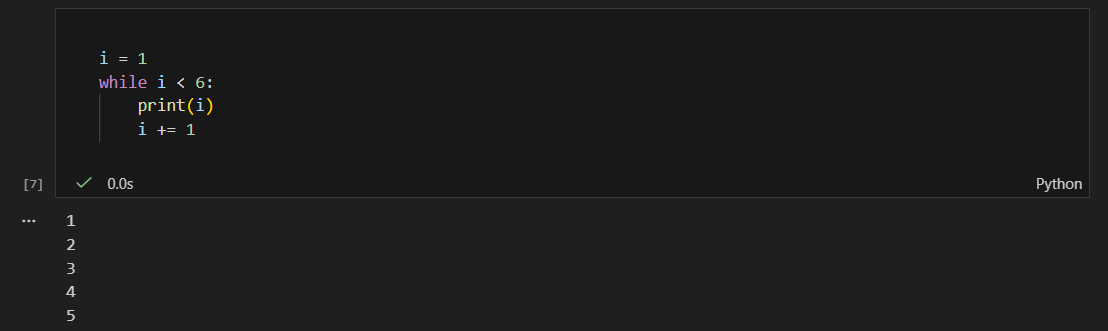 i = 1
while i < 6:
    print(i)
    i += 1
[7] 0.0s Python
... 1
2
3
4
5